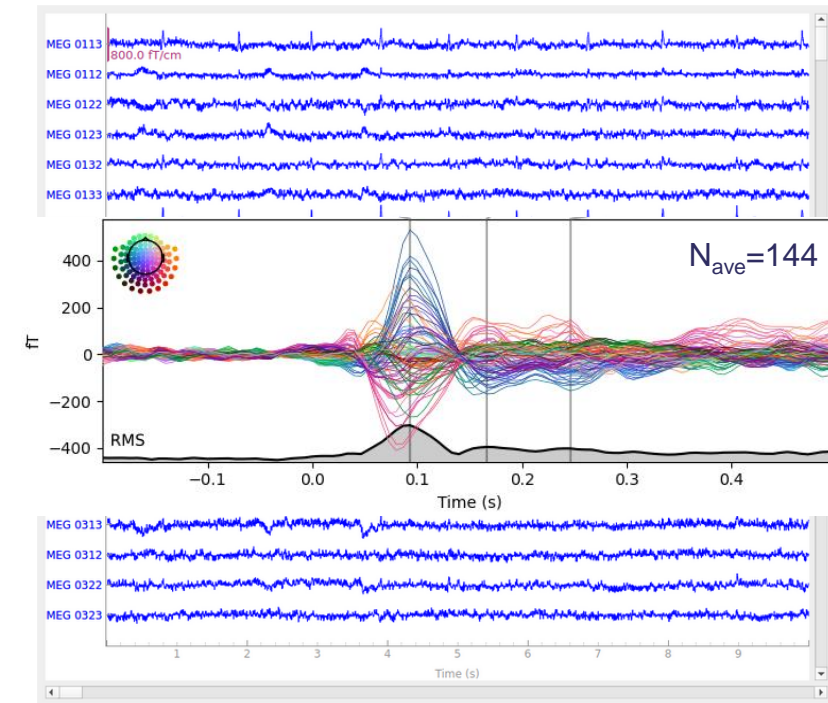 MEG 0113
800.0 fT/cm
MEG 0112
MEG 0122
MEG 0123
MEG 0132
MEG 0133
Nave=144
400
200
0
−200
−400
fT
RMS
−0.1 0.0 0.1 0.2 0.3 0.4
Time (s)
MEG 0313
MEG 0312
MEG 0322
MEG 0323
1 2 3 4 5 6 7 8 9
Time (s)